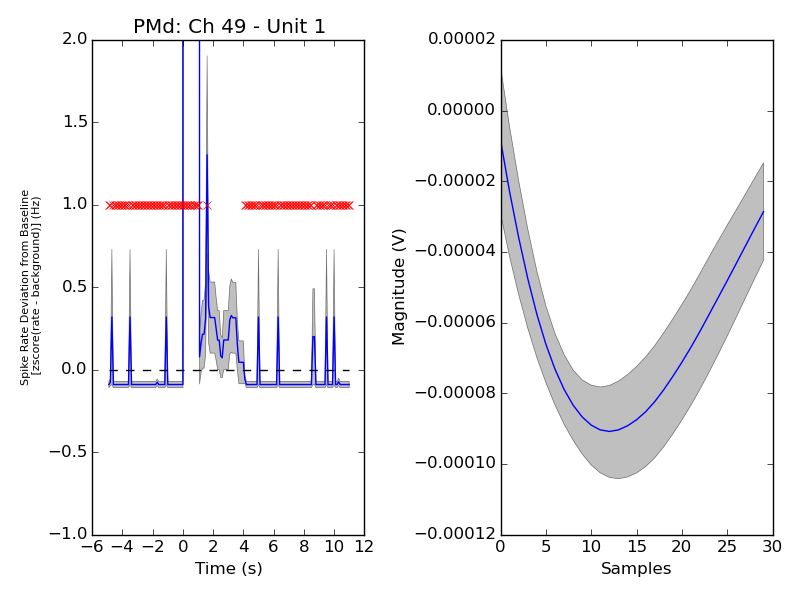 PMd: Ch 49 - Unit 1
2.0
1.5
1.0
0.5
0.0
−0.5
−1.0
−6 −4 −2 0 2 4 6 8 10 12
Time (s)
Spike Rate Deviation from Baseline
[zscore(rate - background)] (Hz)
0.00002
0.00000
−0.00002
−0.00004
−0.00006
−0.00008
−0.00010
−0.00012
0 5 10 15 20 25 30
Samples
Magnitude (V)